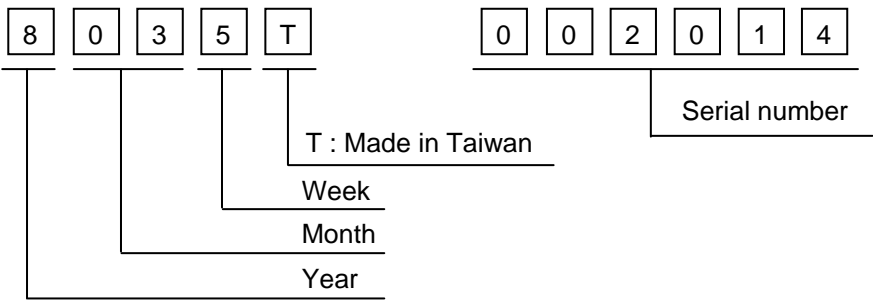 8 0 3 5 T 0 0 2 0 1 4
Serial number
T : Made in Taiwan
Week
Month
Year